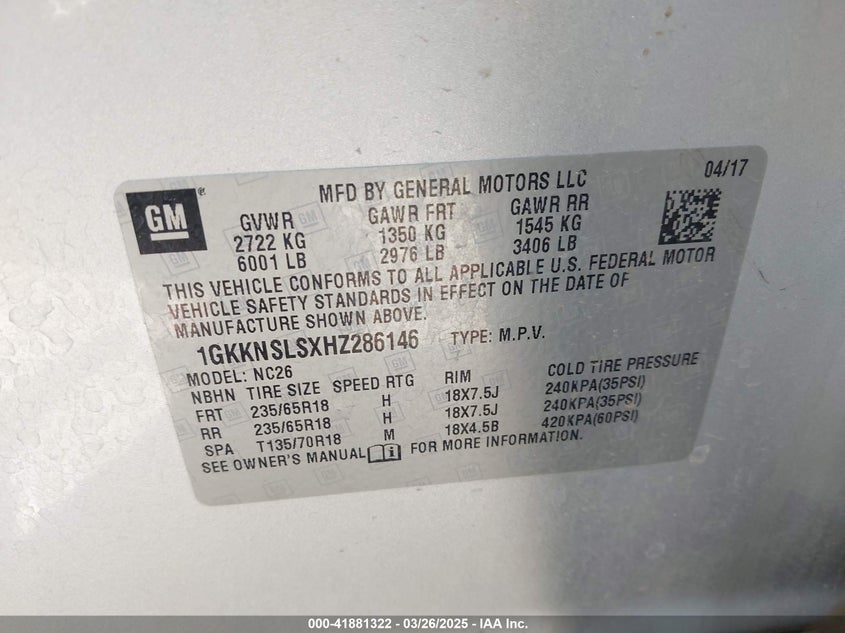 04/17
GM
®
MFD BY GENERAL MOTORS LLC
GVWR GAWR FRT GAWR RR
2722 KG 1350 KG 1545 KG
6001 LB 2976 LB 3406 LB
THIS VEHICLE CONFORMS TO ALL APPLICABLE U.S. FEDERAL MOTOR
VEHICLE SAFETY STANDARDS IN EFFECT ON THE DATE OF
MANUFACTURE SHOWN ABOVE.
1GKKNSLSXHZ286146 TYPE: M.P.V.
MODEL: NC26
NBHN TIRE SIZE SPEED RTG RIM COLD TIRE PRESSURE
FRT 235/65R18 H 18X7.5J 240KPA(35PSI)
RR 235/65R18 H 18X7.5J 240KPA(35PSI)
SPA T135/70R18 M 18X4.5B 420KPA(60PSI)
SEE OWNER'S MANUAL FOR MORE INFORMATION.
000-41881322 - 03/26/2025 - IAA Inc.